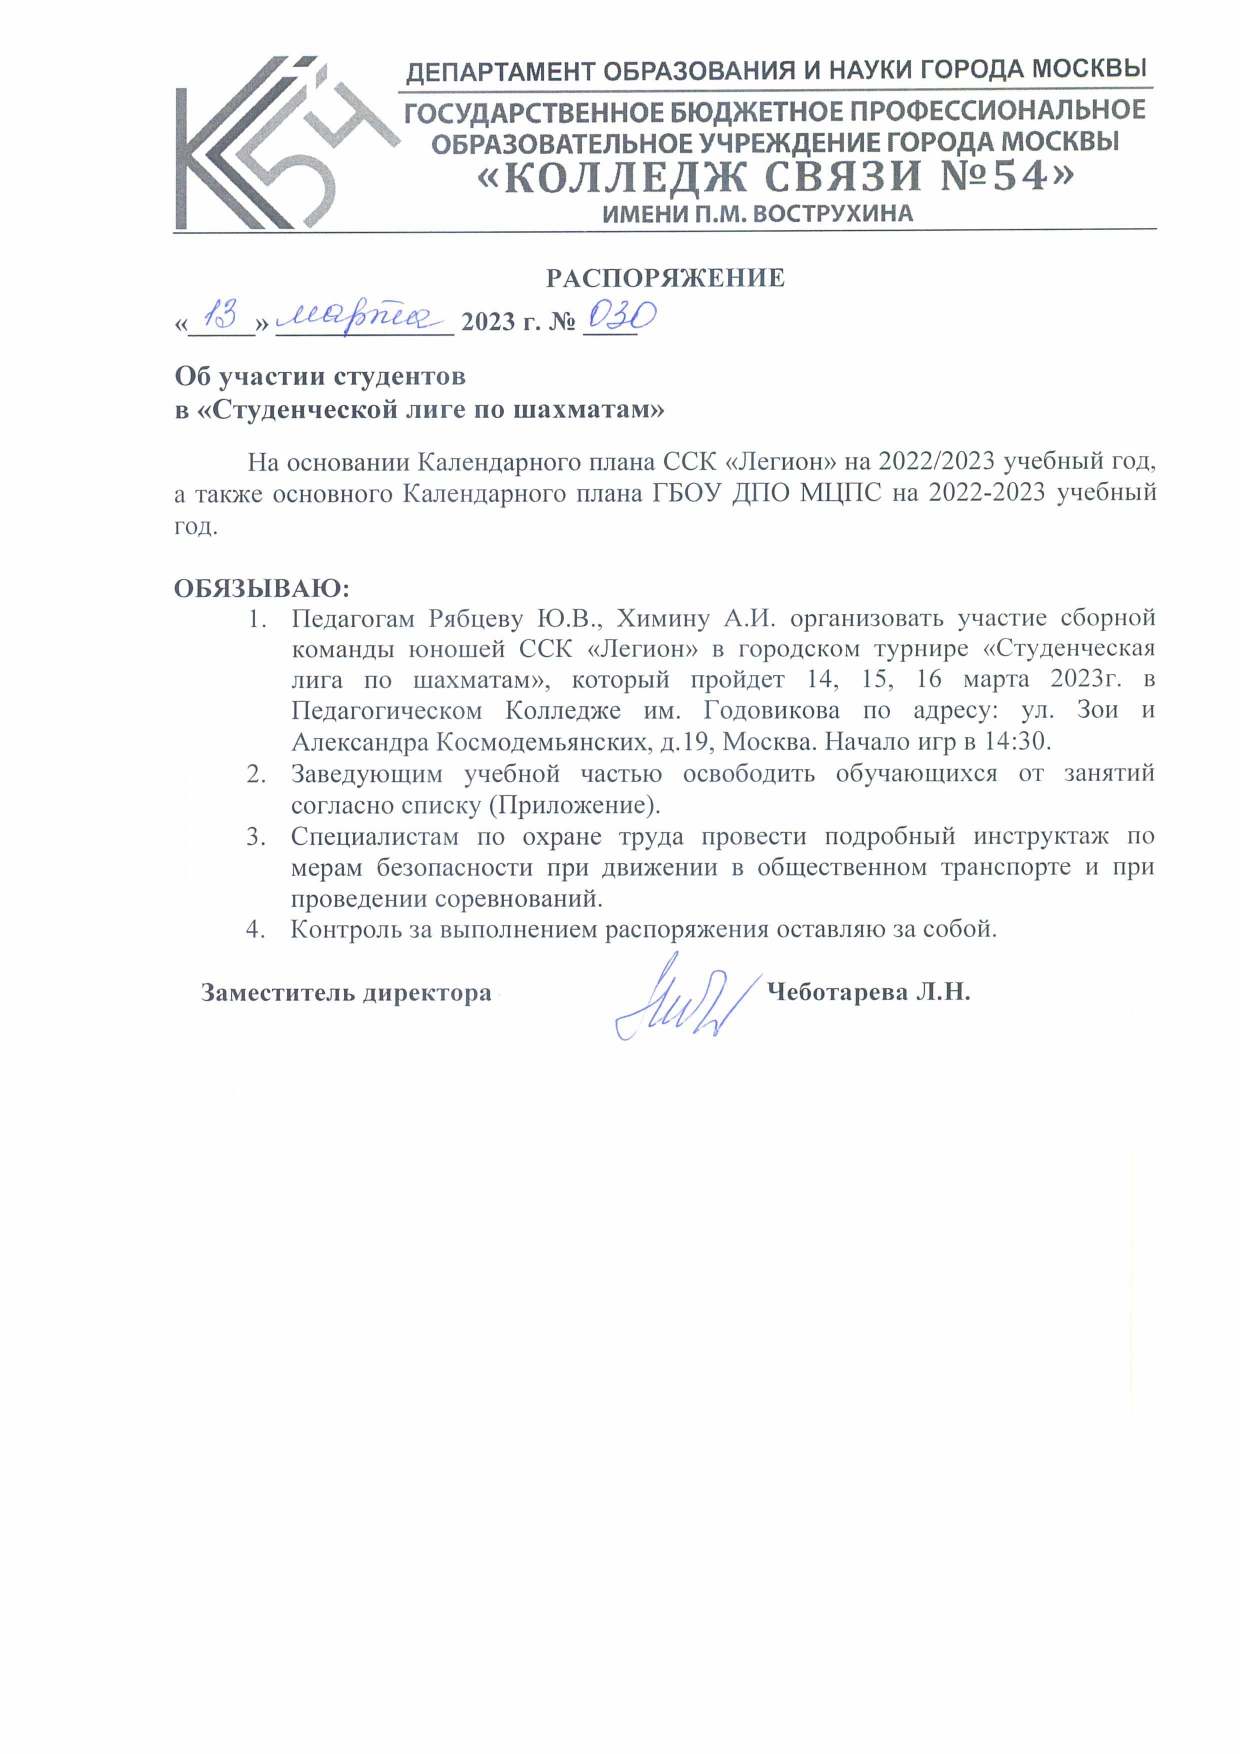 К54
ДЕПАРТАМЕНТ ОБРАЗОВАНИЯ И НАУКИ ГОРОДА МОСКВЫ
ГОСУДАРСТВЕННОЕ БЮДЖЕТНОЕ ПРОФЕССИОНАЛЬНОЕ
ОБРАЗОВАТЕЛЬНОЕ УЧРЕЖДЕНИЕ ГОРОДА МОСКВЫ
«КОЛЛЕДЖ СВЯЗИ №54»
ИМЕНИ П.М. ВОСТРУХИНА
РАСПОРЯЖЕНИЕ
«13» марта 2023 г. № 030
Об участии студентов
в «Студенческой лиге по шахматам»
На основании Календарного плана ССК «Легион» на 2022/2023 учебный год,
а также основного Календарного плана ГБОУ ДПО МЦПС на 2022-2023 учебный
год.
ОБЯЗЫВАЮ:
1. Педагогам Рябцеву Ю.В., Химину А.И. организовать участие сборной
команды юношей ССК «Легион» в городском турнире «Студенческая
лига по шахматам», который пройдет 14, 15, 16 марта 2023г. в
Педагогическом Колледже им. Годовикова по адресу: ул. Зои и
Александра Космодемьянских, д.19, Москва. Начало игр в 14:30.
2. Заведующим учебной частью освободить обучающихся от занятий
согласно списку (Приложение).
3. Специалистам по охране труда провести подробный инструктаж по
мерам безопасности при движении в общественном транспорте и при
проведении соревнований.
4. Контроль за выполнением распоряжения оставляю за собой.
Заместитель директора Чеботарева Л.Н.